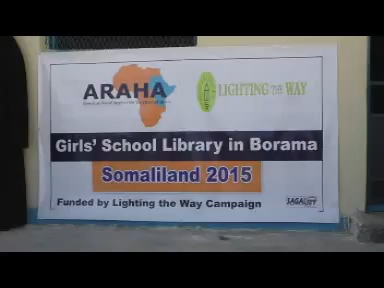 ARAHA
LIGHTING THE WAY
Girls' School Library in Borama
Somaliland 2015
Funded by Lighting the Way Campaign